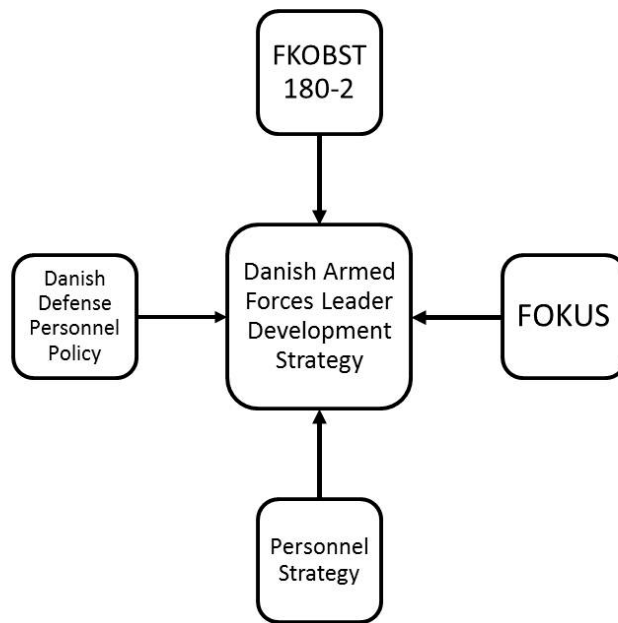 FKOBST
180-2
Danish
Defense
Personnel
Policy
Danish Armed
Forces Leader
Development
Strategy
FOKUS
Personnel
Strategy